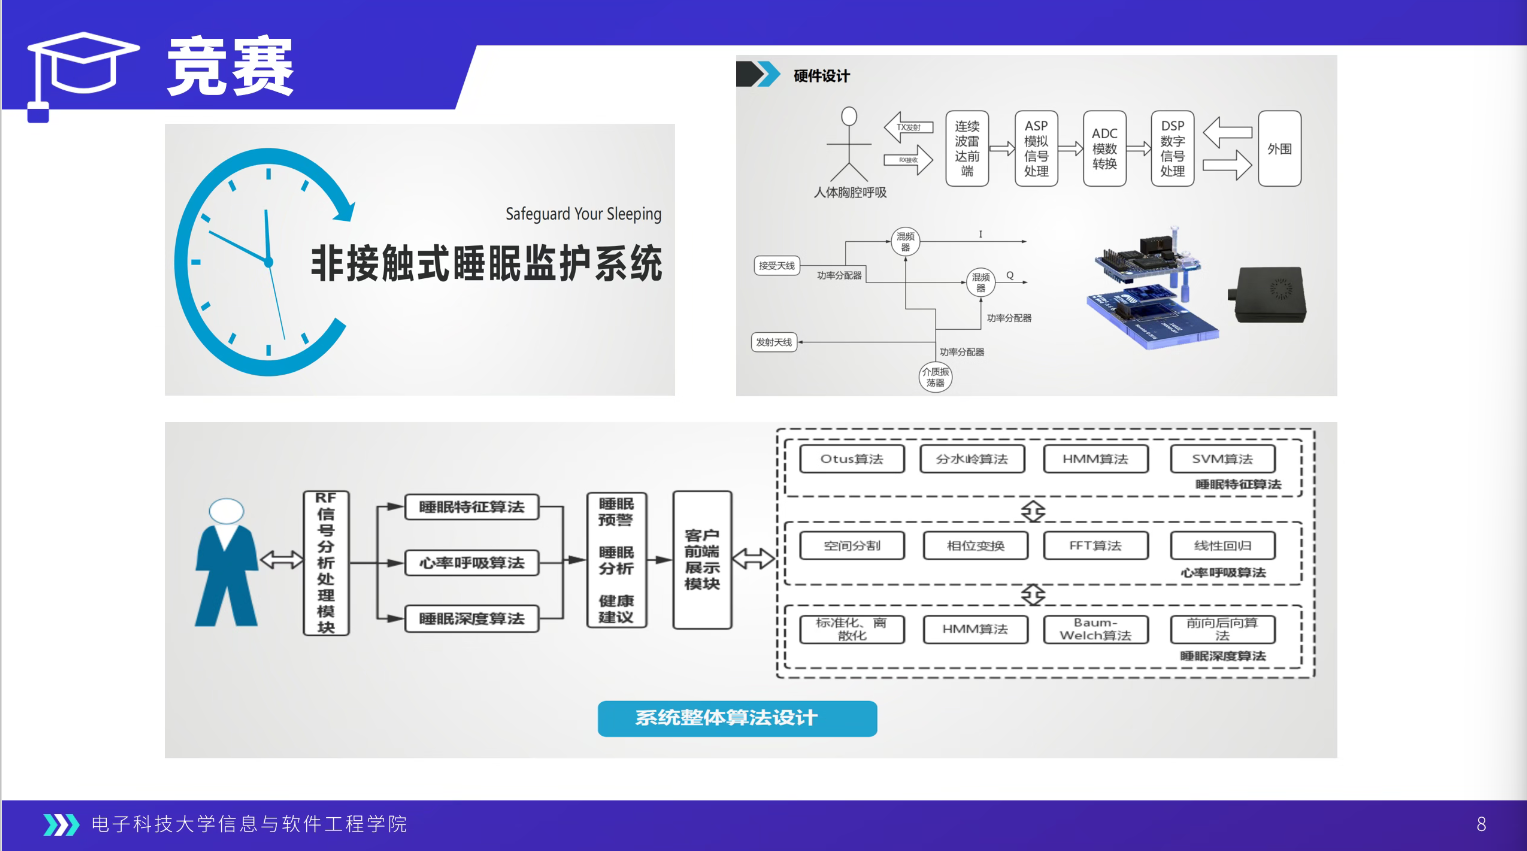 竞赛
Safeguard Your Sleeping
非接触式睡眠监护系统
硬件设计
TX发射
RX接收
人体胸腔呼吸
连续
波雷
达前
端
ASP
模拟
信号
处理
ADC
模数
转换
DSP
数字
信号
处理
外围
接受天线
功率分配器
混频
器
I
混频
器
Q
功率分配器
发射天线
功率分配器
介质振
荡器
RF
信
号
分
析
处
理
模
块
睡眠特征算法
心率呼吸算法
睡眠深度算法
睡眠
预警
睡眠
分析
健康
建议
客户
前端
展示
模块
Otus算法
分水岭算法
HMM算法
SVM算法
睡眠特征算法
空间分割
相位变换
FFT算法
线性回归
心率呼吸算法
标准化、离
散化
HMM算法
Baum-
Welch算法
前向后向算
法
睡眠深度算法
系统整体算法设计
电子科技大学信息与软件工程学院
8